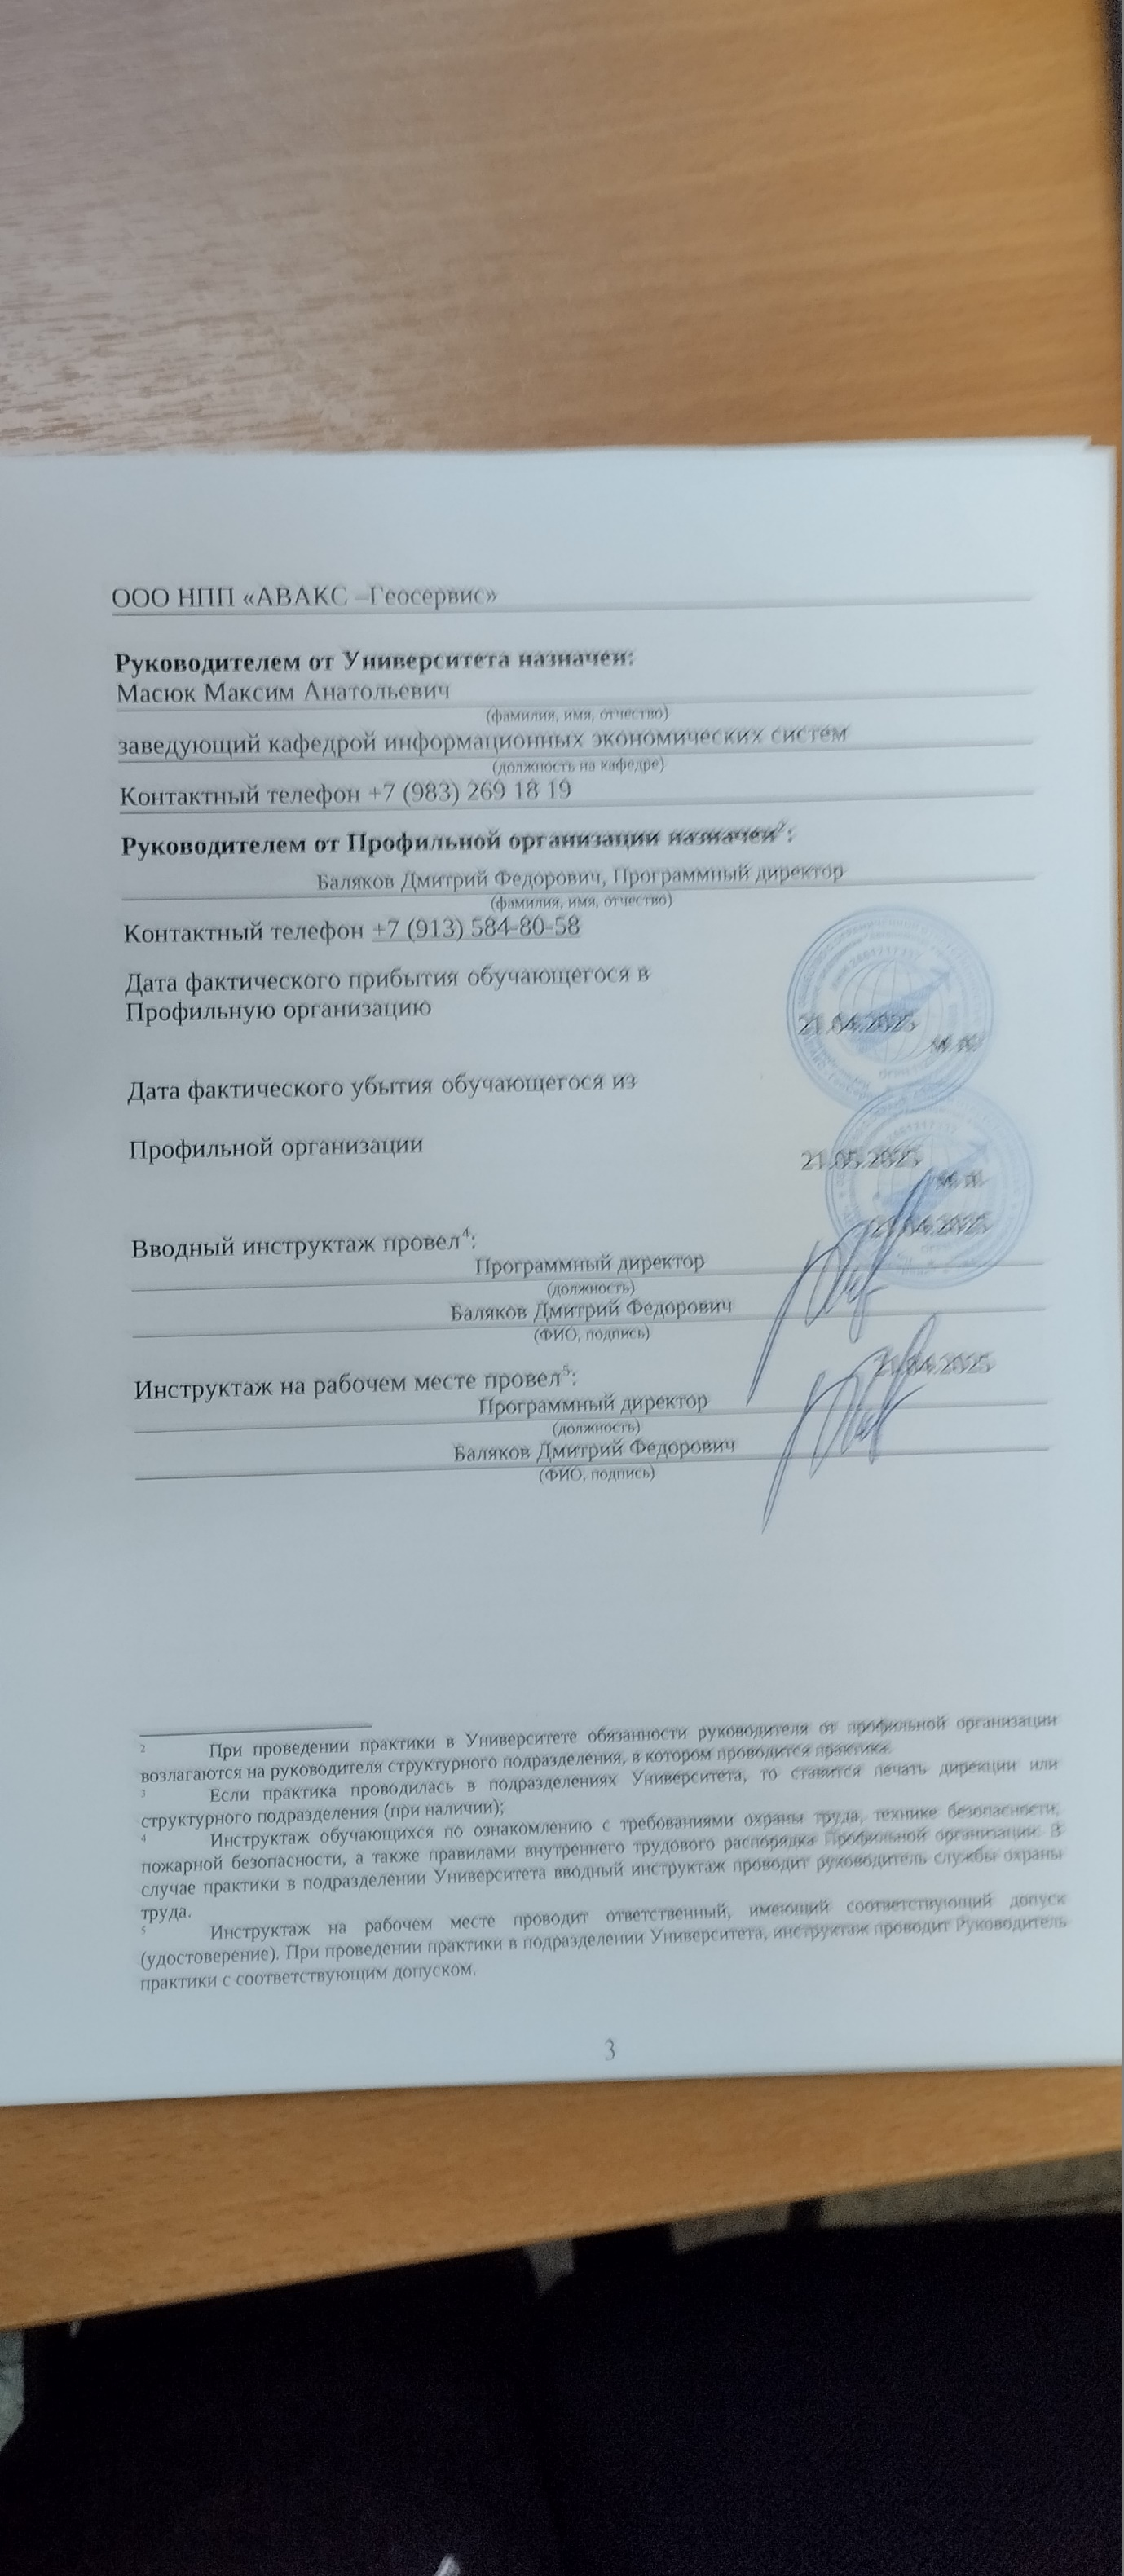 ООО НПП «АВАКС –Геосервис»
Руководителем от Университета назначен:
Масюк Максим Анатольевич
(фамилия, имя, отчество)
заведующий кафедрой информационных экономических систем
(должность на кафедре)
Контактный телефон +7 (983) 269 18 19
Руководителем от Профильной организации назначен2:
Баляков Дмитрий Федорович, Программный директор
(фамилия, имя, отчество)
Контактный телефон +7 (913) 584-80-58
Дата фактического прибытия обучающегося в
Профильную организацию
21.04.2025
М.П.
Дата фактического убытия обучающегося из
Профильной организации
21.05.2025
М.П.
Вводный инструктаж провел4:
21.04.2025
Программный директор
(должность)
Баляков Дмитрий Федорович
(ФИО, подпись)
Инструктаж на рабочем месте провел5:
21.04.2025
Программный директор
(должность)
Баляков Дмитрий Федорович
(ФИО, подпись)
2 При проведении практики в Университете обязанности руководителя от профильной организации
возлагаются на руководителя структурного подразделения, в котором проводится практика.
3 Если практика проводилась в подразделениях Университета, то ставится печать дирекции или
структурного подразделения (при наличии);
4 Инструктаж обучающихся по ознакомлению с требованиями охраны труда, технике безопасности,
пожарной безопасности, а также правилами внутреннего трудового распорядка Профильной организации. В
случае практики в подразделении Университета вводный инструктаж проводит руководитель службы охраны
труда.
5 Инструктаж на рабочем месте проводит ответственный, имеющий соответствующий допуск
(удостоверение). При проведении практики в подразделении Университета, инструктаж проводит Руководитель
практики с соответствующим допуском.
3